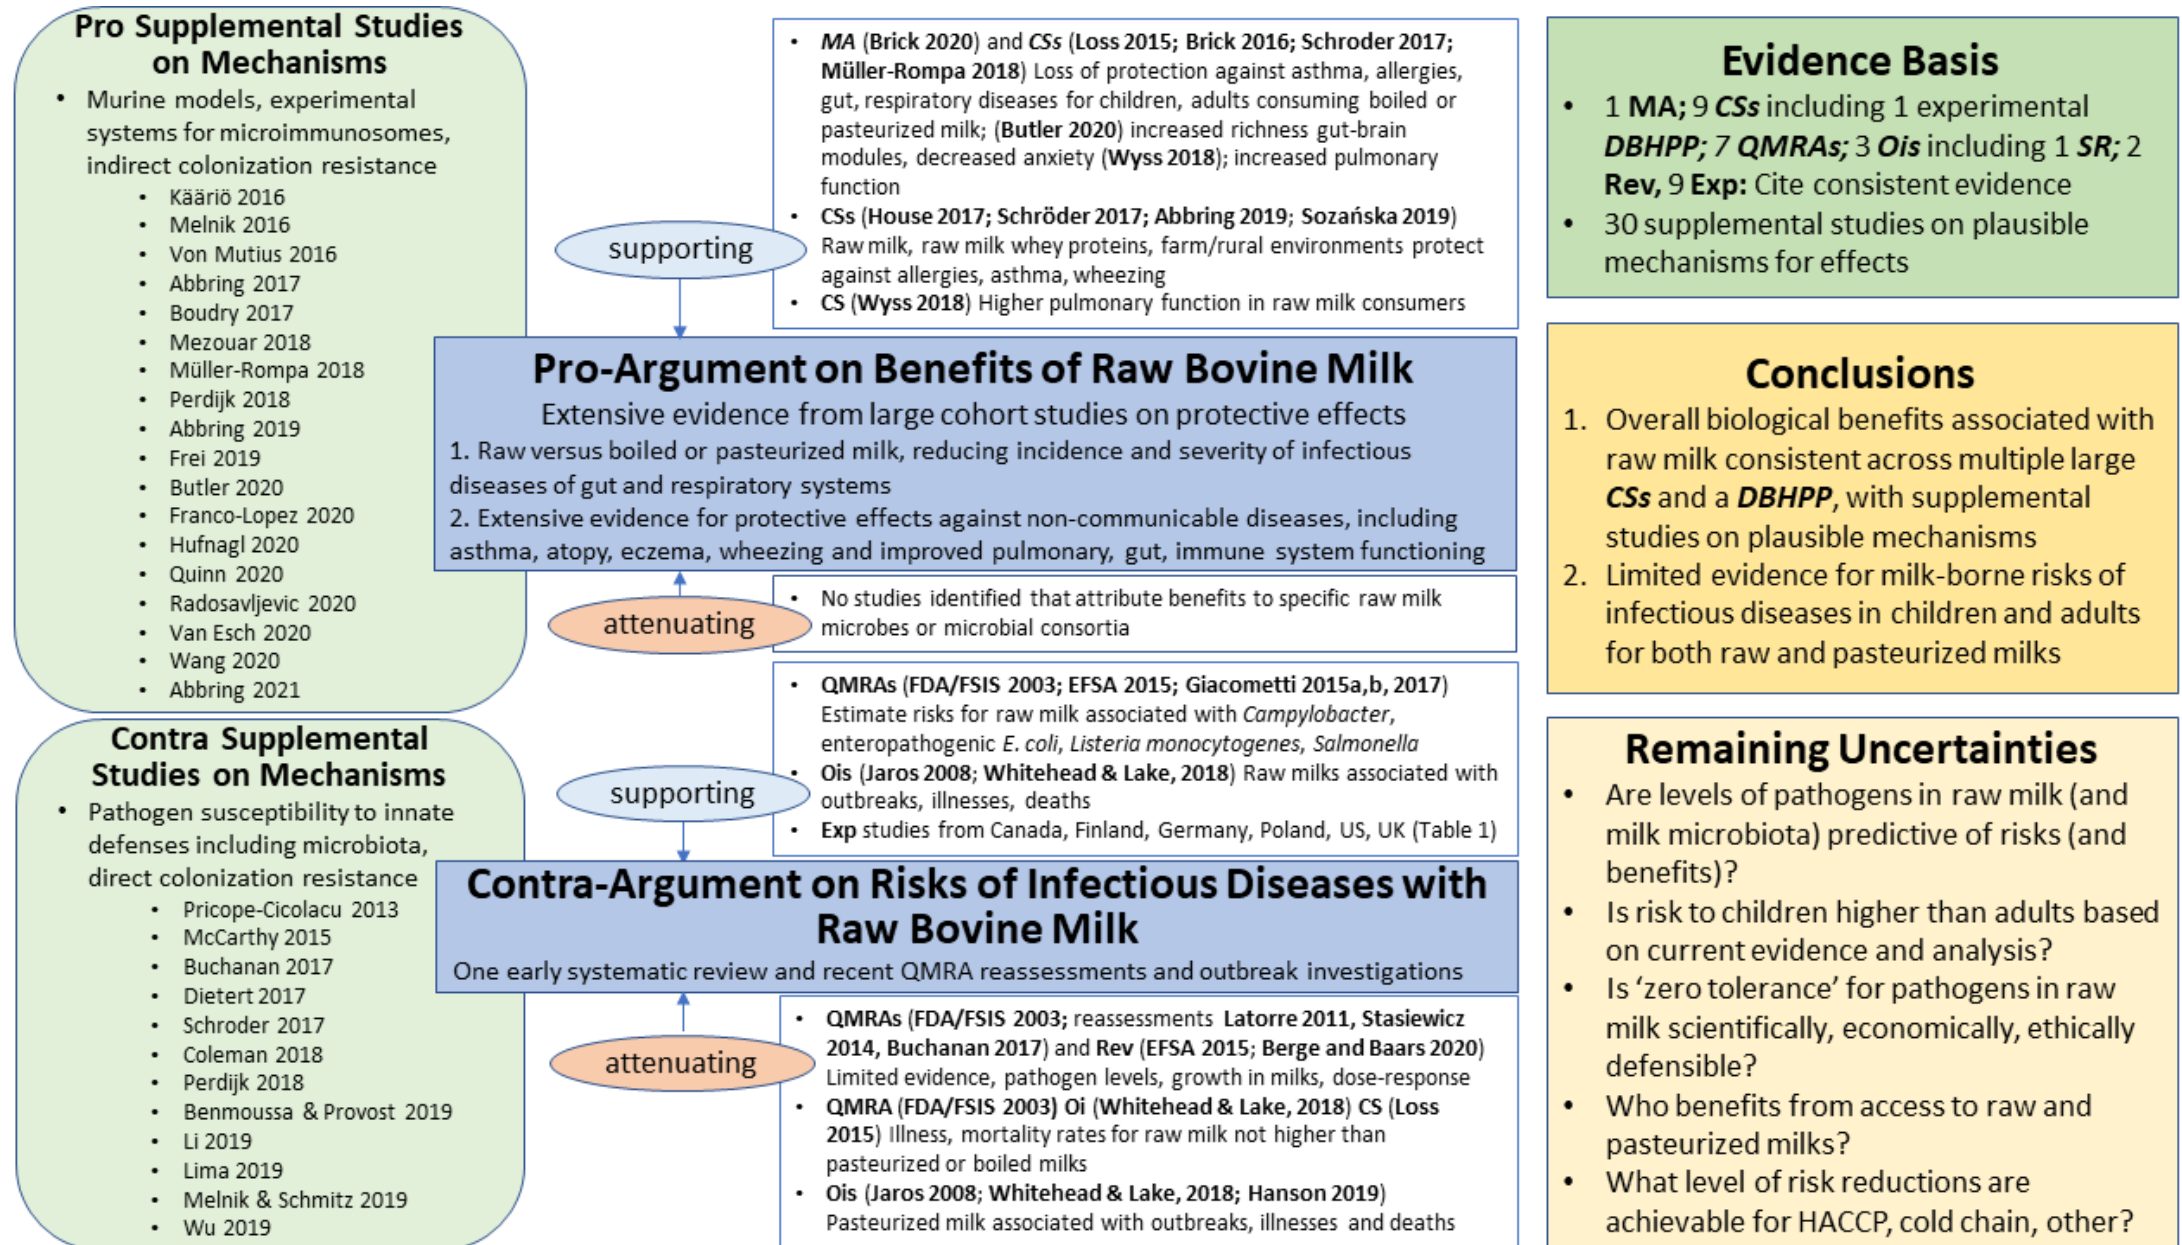 Pro Supplemental Studies
on Mechanisms
• Murine models, experimental
systems for microimmunosomes,
indirect colonization resistance
• Kääriö 2016
• Melnik 2016
• Von Mutius 2016
• Abbring 2017
• Boudry 2017
• Mezouar 2018
• Müller-Rompa 2018
• Perdijk 2018
• Abbring 2019
• Frei 2019
• Butler 2020
• Franco-Lopez 2020
• Hufnagl 2020
• Quinn 2020
• Radosavljevic 2020
• Van Esch 2020
• Wang 2020
• Abbring 2021
Contra Supplemental
Studies on Mechanisms
• Pathogen susceptibility to innate
defenses including microbiota,
direct colonization resistance
• Pricope-Cicolacu 2013
• McCarthy 2015
• Buchanan 2017
• Dietert 2017
• Schroder 2017
• Coleman 2018
• Perdijk 2018
• Benmoussa & Provost 2019
• Li 2019
• Lima 2019
• Melnik & Schmitz 2019
• Wu 2019
supporting
• MA (Brick 2020) and CSs (Loss 2015; Brick 2016; Schroder 2017;
Müller-Rompa 2018) Loss of protection against asthma, allergies,
gut, respiratory diseases for children, adults consuming boiled or
pasteurized milk; (Butler 2020) increased richness gut-brain
modules, decreased anxiety (Wyss 2018); increased pulmonary
function
• CSs (House 2017; Schröder 2017; Abbring 2019; Sozańska 2019)
Raw milk, raw milk whey proteins, farm/rural environments protect
against allergies, asthma, wheezing
• CS (Wyss 2018) Higher pulmonary function in raw milk consumers
Pro-Argument on Benefits of Raw Bovine Milk
Extensive evidence from large cohort studies on protective effects
1. Raw versus boiled or pasteurized milk, reducing incidence and severity of infectious
diseases of gut and respiratory systems
2. Extensive evidence for protective effects against non-communicable diseases, including
asthma, atopy, eczema, wheezing and improved pulmonary, gut, immune system functioning
attenuating
• No studies identified that attribute benefits to specific raw milk
microbes or microbial consortia
supporting
• QMRAs (FDA/FSIS 2003; EFSA 2015; Giacometti 2015a,b, 2017)
Estimate risks for raw milk associated with Campylobacter,
enteropathogenic E. coli, Listeria monocytogenes, Salmonella
• Ois (Jaros 2008; Whitehead & Lake, 2018) Raw milks associated with
outbreaks, illnesses, deaths
• Exp studies from Canada, Finland, Germany, Poland, US, UK (Table 1)
Contra-Argument on Risks of Infectious Diseases with
Raw Bovine Milk
One early systematic review and recent QMRA reassessments and outbreak investigations
attenuating
• QMRAs (FDA/FSIS 2003; reassessments Latorre 2011, Stasiewicz
2014, Buchanan 2017) and Rev (EFSA 2015; Berge and Baars 2020)
Limited evidence, pathogen levels, growth in milks, dose-response
• QMRA (FDA/FSIS 2003) Oi (Whitehead & Lake, 2018) CS (Loss
2015) Illness, mortality rates for raw milk not higher than
pasteurized or boiled milks
• Ois (Jaros 2008; Whitehead & Lake, 2018; Hanson 2019)
Pasteurized milk associated with outbreaks, illnesses and deaths
Evidence Basis
• 1 MA; 9 CSs including 1 experimental
DBHPP; 7 QMRAs; 3 Ois including 1 SR; 2
Rev, 9 Exp: Cite consistent evidence
• 30 supplemental studies on plausible
mechanisms for effects
Conclusions
1. Overall biological benefits associated with
raw milk consistent across multiple large
CSs and a DBHPP, with supplemental
studies on plausible mechanisms
2. Limited evidence for milk-borne risks of
infectious diseases in children and adults
for both raw and pasteurized milks
Remaining Uncertainties
• Are levels of pathogens in raw milk (and
milk microbiota) predictive of risks (and
benefits)?
• Is risk to children higher than adults based
on current evidence and analysis?
• Is ‘zero tolerance’ for pathogens in raw
milk scientifically, economically, ethically
defensible?
• Who benefits from access to raw and
pasteurized milks?
• What level of risk reductions are
achievable for HACCP, cold chain, other?